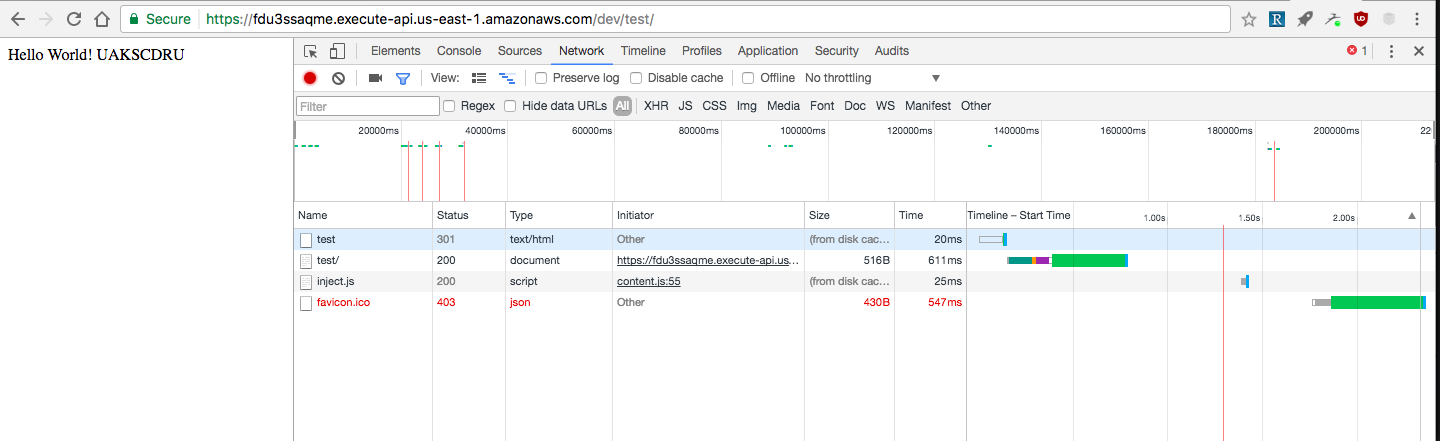 Secure https://fdu3ssaqme.execute-api.us-east-1.amazonaws.com/dev/test/
Hello World! UAKSCDRU
Elements Console Sources Network Timeline Profiles Application Security Audits 1
View: Preserve log Disable cache Offline No throttling
Filter Regex Hide data URLs All XHR JS CSS Img Media Font Doc WS Manifest Other
20000ms 40000ms 60000ms 80000ms 100000ms 120000ms 140000ms 160000ms 180000ms 200000ms 22
Name Status Type Initiator Size Time Timeline – Start Time 1.00s 1.50s 2.00s
test 301 text/html Other (from disk cac... 20ms
test/ 200 document https://fdu3ssaqme.execute-api.us... 516B 611ms
inject.js 200 script content.js:55 (from disk cac... 25ms
favicon.ico 403 json Other 430B 547ms